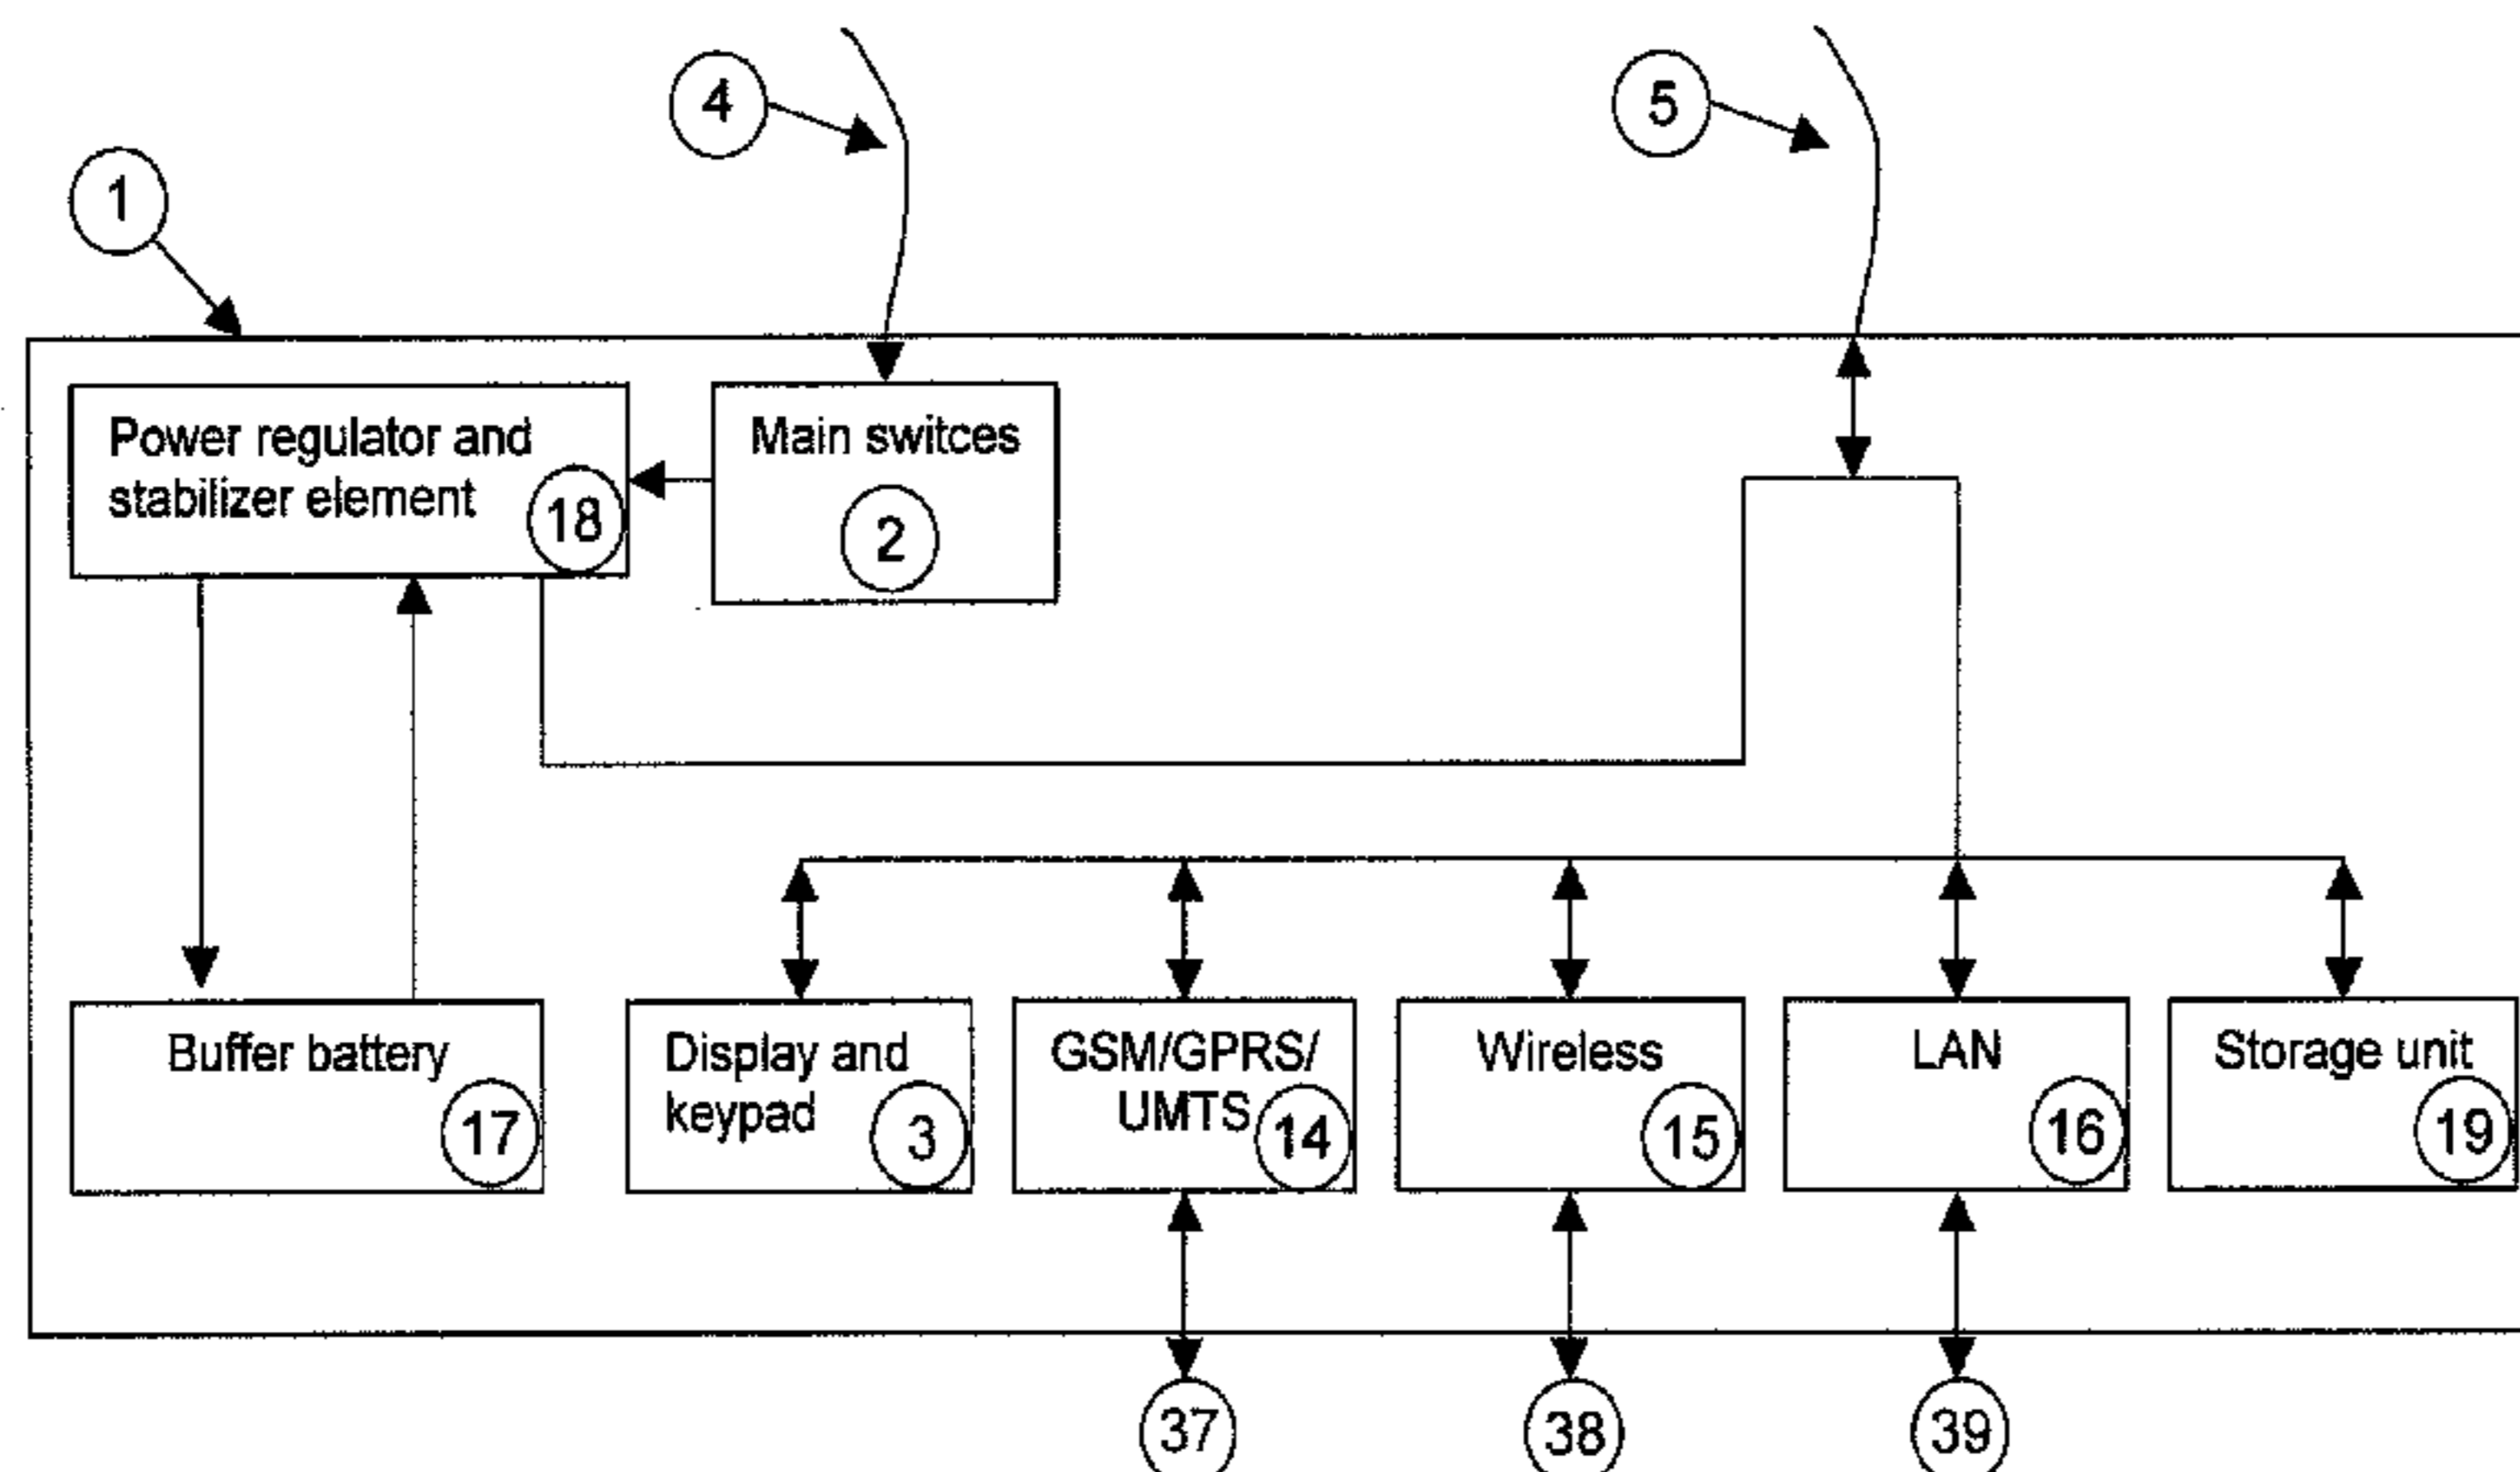 4
5
1
Power regulator and
stabilizer element
18
Main switces
2
Buffer battery
17
Display and
keypad
3
GSM/GPRS/
UMTS
14
Wireless
15
LAN
16
Storage unit
19
37
38
39